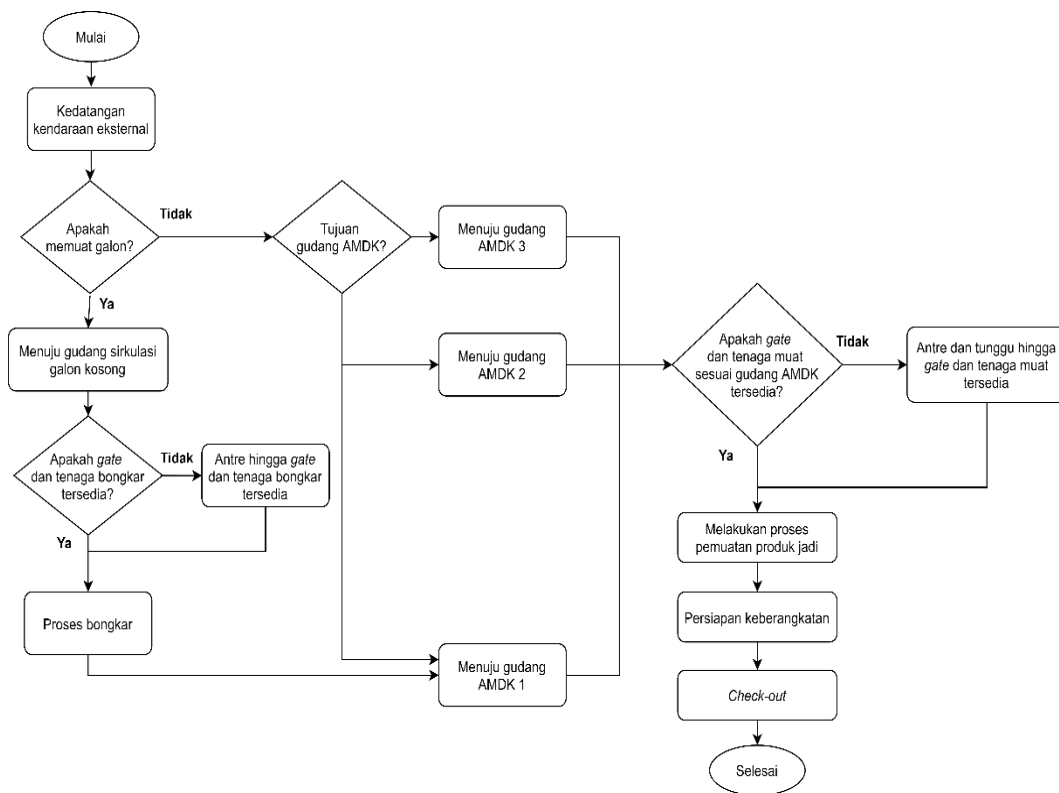 Mulai
Kedatangan
kendaraan eksternal
Apakah
memuat galon?
Tidak
Ya
Menuju gudang sirkulasi
galon kosong
Apakah gate
dan tenaga bongkar
tersedia?
Tidak
Antre hingga gate
dan tenaga bongkar
tersedia
Ya
Proses bongkar
Tujuan
gudang AMDK?
Menuju gudang
AMDK 3
Menuju gudang
AMDK 2
Menuju gudang
AMDK 1
Apakah gate
dan tenaga muat
sesuai gudang AMDK
tersedia?
Tidak
Antre dan tunggu hingga
gate dan tenaga muat
tersedia
Ya
Melakukan proses
pemuatan produk jadi
Persiapan keberangkatan
Check-out
Selesai